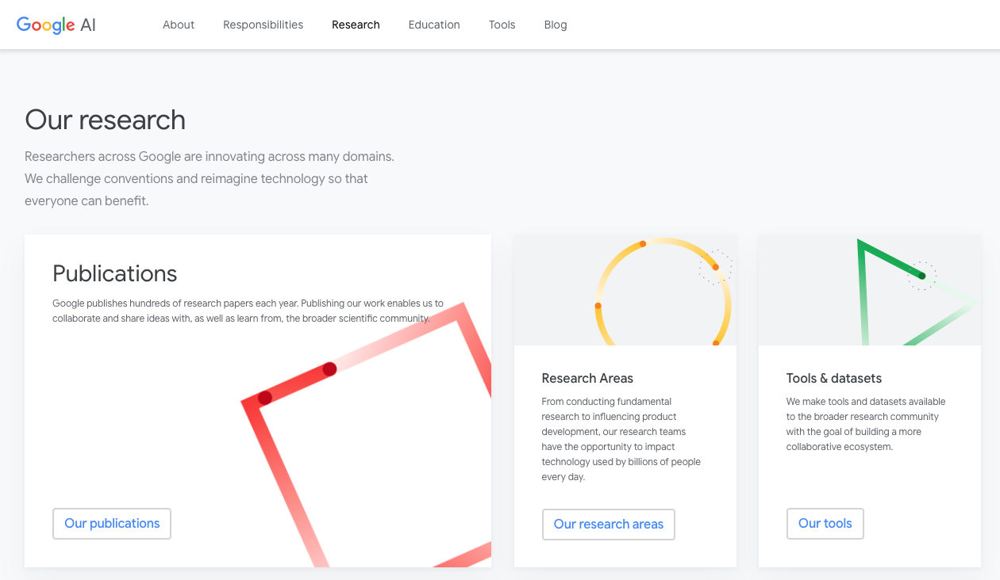 Google AI
About
Responsibilities
Research
Education
Tools
Blog
Our research
Researchers across Google are innovating across many domains.
We challenge conventions and reimagine technology so that
everyone can benefit.
Publications
Google publishes hundreds of research papers each year. Publishing our work enables us to
collaborate and share ideas with, as well as learn from, the broader scientific community.
Our publications
Research Areas
From conducting fundamental
research to influencing product
development, our research teams
have the opportunity to impact
technology used by billions of people
every day.
Our research areas
Tools & datasets
We make tools and datasets available
to the broader research community
with the goal of building a more
collaborative ecosystem.
Our tools